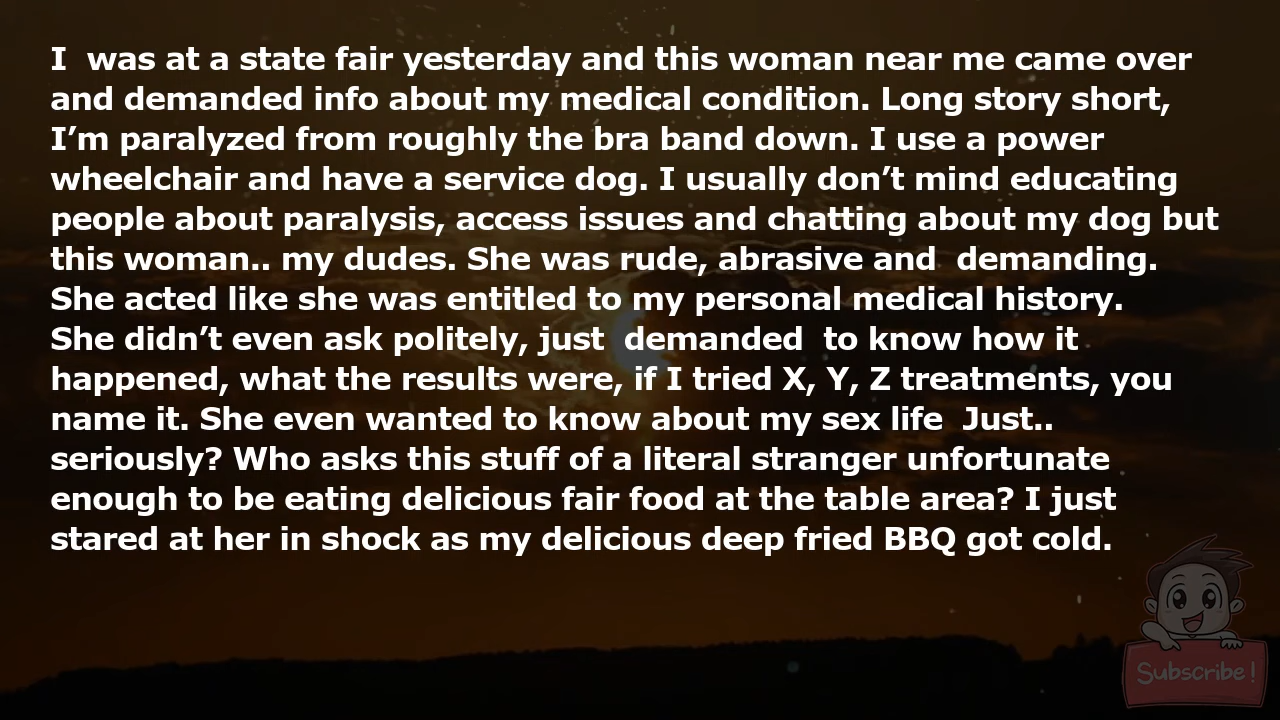 I  was at a state fair yesterday and this woman near me came over
and demanded info about my medical condition. Long story short,
I’m paralyzed from roughly the bra band down. I use a power
wheelchair and have a service dog. I usually don’t mind educating
people about paralysis, access issues and chatting about my dog but
this woman.. my dudes. She was rude, abrasive and  demanding.
She acted like she was entitled to my personal medical history.
She didn’t even ask politely, just  demanded  to know how it
happened, what the results were, if I tried X, Y, Z treatments, you
name it. She even wanted to know about my sex life  Just..
seriously? Who asks this stuff of a literal stranger unfortunate
enough to be eating delicious fair food at the table area? I just
stared at her in shock as my delicious deep fried BBQ got cold.
Subscribe!